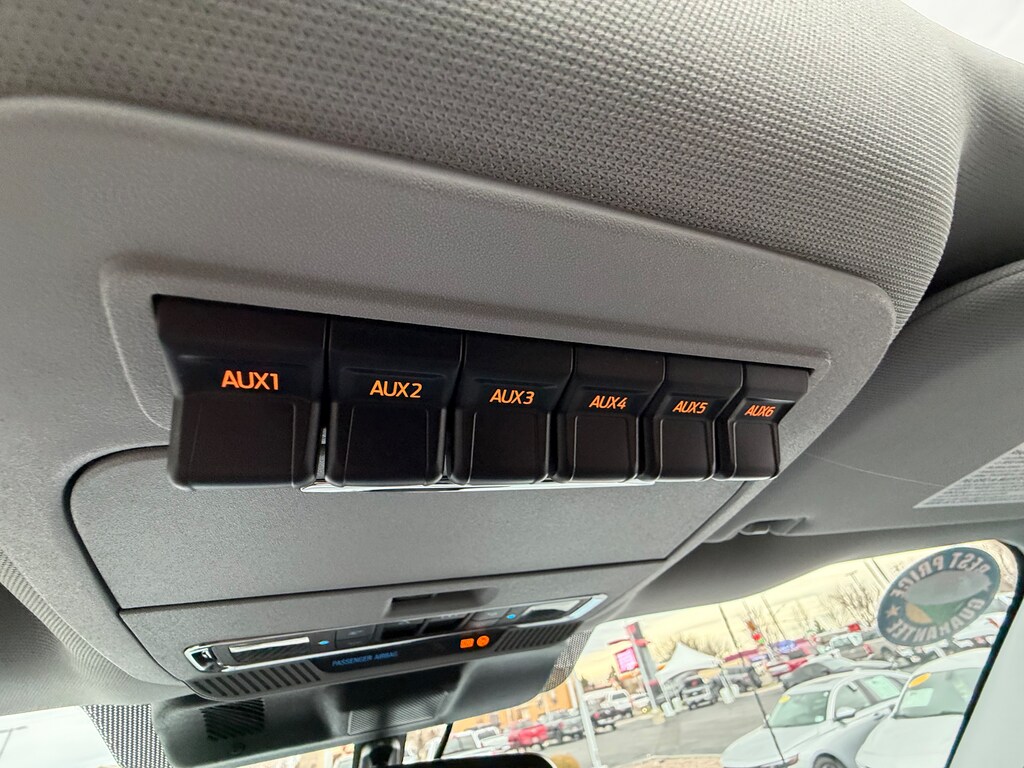 AUX1 AUX2 AUX3 AUX4 AUX5 AUX6
PASSENGER AIRBAG
BEST PRICE
GUARANTEE